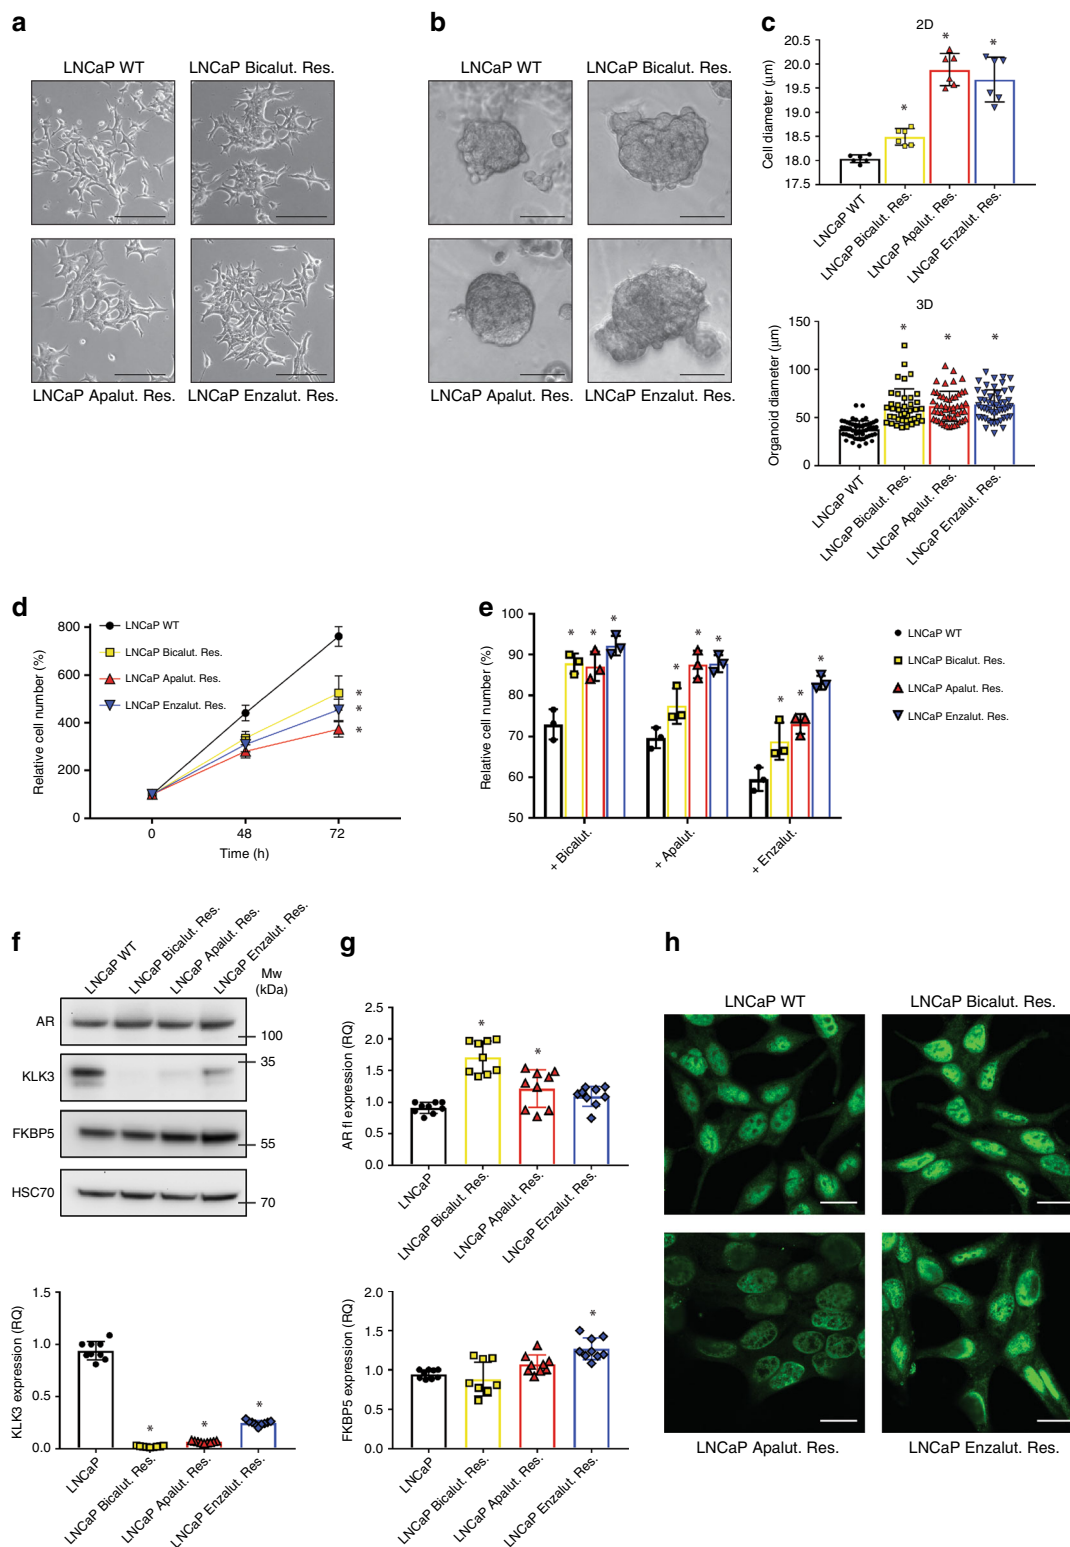 a
LNCaP WT
LNCaP Bicalut. Res.
LNCaP Apalut. Res.
LNCaP Enzalut. Res.
b
LNCaP WT
LNCaP Bicalut. Res.
LNCaP Apalut. Res.
LNCaP Enzalut. Res.
c
2D
Cell diameter (µm)
20.5
20.0
19.5
19.0
18.5
18.0
17.5
* * *
LNCaP WT
LNCaP Bicalut. Res.
LNCaP Apalut. Res.
LNCaP Enzalut. Res.
3D
Organoid diameter (µm)
150
100
50
0
* * *
LNCaP WT
LNCaP Bicalut. Res.
LNCaP Apalut. Res.
LNCaP Enzalut. Res.
d
Relative cell number (%)
800
600
400
200
0
LNCaP WT
LNCaP Bicalut. Res.
LNCaP Apalut. Res.
LNCaP Enzalut. Res.
*
*
*
0 48 72
Time (h)
e
Relative cell number (%)
100
90
80
70
60
50
* * *
* * *
* * *
+ Bicalut.
+ Apalut.
+ Enzalut.
LNCaP WT
LNCaP Bicalut. Res.
LNCaP Apalut. Res.
LNCaP Enzalut. Res.
f
LNCaP WT
LNCaP Bicalut. Res.
LNCaP Apalut. Res.
LNCaP Enzalut. Res.
Mw
(kDa)
AR
100
KLK3
35
FKBP5
55
HSC70
70
KLK3 expression (RQ)
1.5
1.0
0.5
0.0
* * *
LNCaP
LNCaP Bicalut. Res.
LNCaP Apalut. Res.
LNCaP Enzalut. Res.
g
AR fl expression (RQ)
2.5
2.0
1.5
1.0
0.5
0.0
* *
LNCaP
LNCaP Bicalut. Res.
LNCaP Apalut. Res.
LNCaP Enzalut. Res.
FKBP5 expression (RQ)
2.0
1.5
1.0
0.5
0.0
*
LNCaP
LNCaP Bicalut. Res.
LNCaP Apalut. Res.
LNCaP Enzalut. Res.
h
LNCaP WT
LNCaP Bicalut. Res.
LNCaP Apalut. Res.
LNCaP Enzalut. Res.